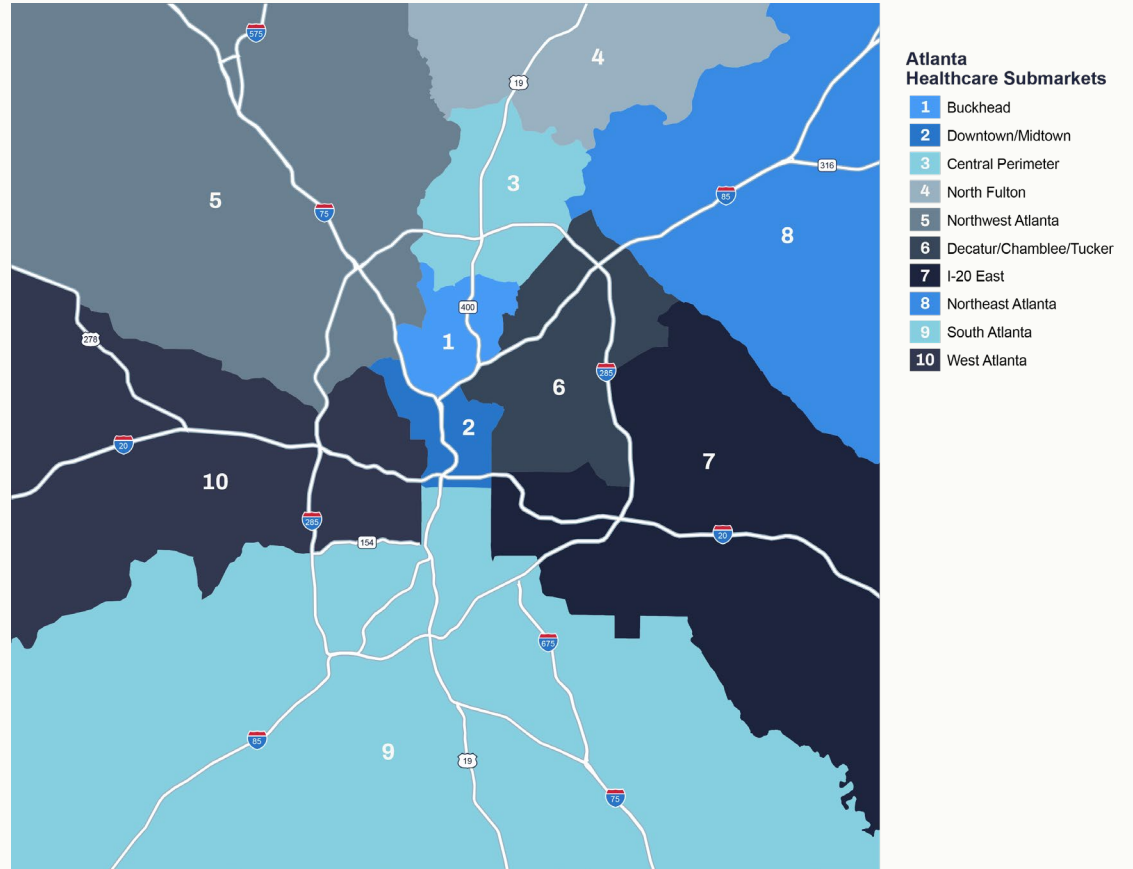 Atlanta
Healthcare Submarkets
1 Buckhead
2 Downtown/Midtown
3 Central Perimeter
4 North Fulton
5 Northwest Atlanta
6 Decatur/Chamblee/Tucker
7 I-20 East
8 Northeast Atlanta
9 South Atlanta
10 West Atlanta
575
4
19
316
3
85
5
75
8
400
278
1
285
6
2
20
7
10
285
20
154
675
85
9
19
75